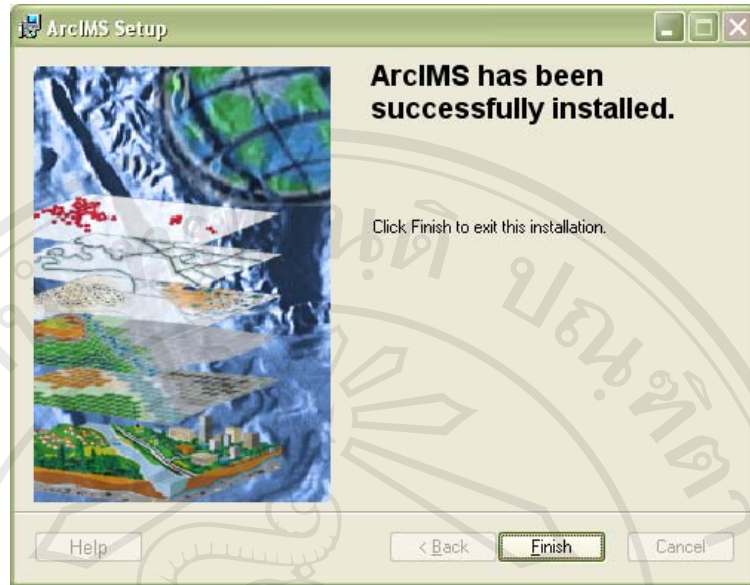 ArcIMS Setup
ArcIMS has been
successfully installed.
Click Finish to exit this installation.
Help
< Back
Finish
Cancel